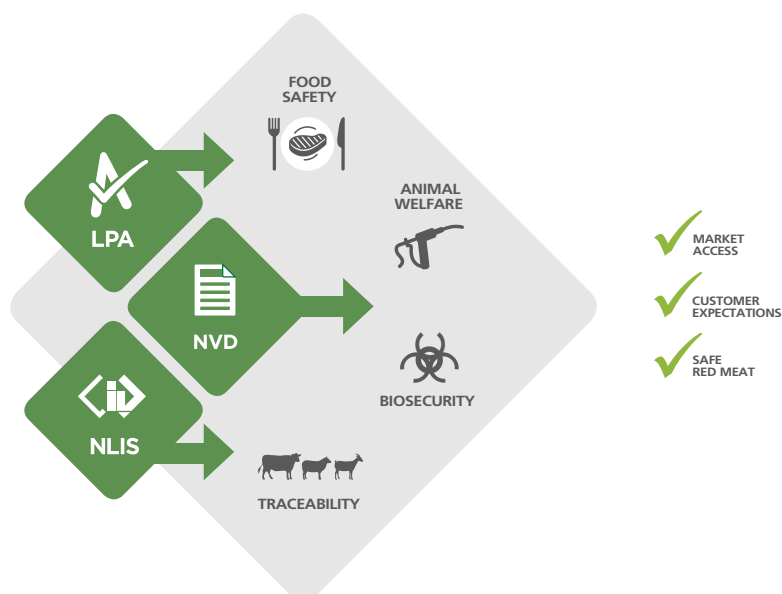 FOOD
SAFETY
LPA
ANIMAL
WELFARE
NVD
BIOSECURITY
NLIS
TRACEABILITY
MARKET
ACCESS
CUSTOMER
EXPECTATIONS
SAFE
RED MEAT